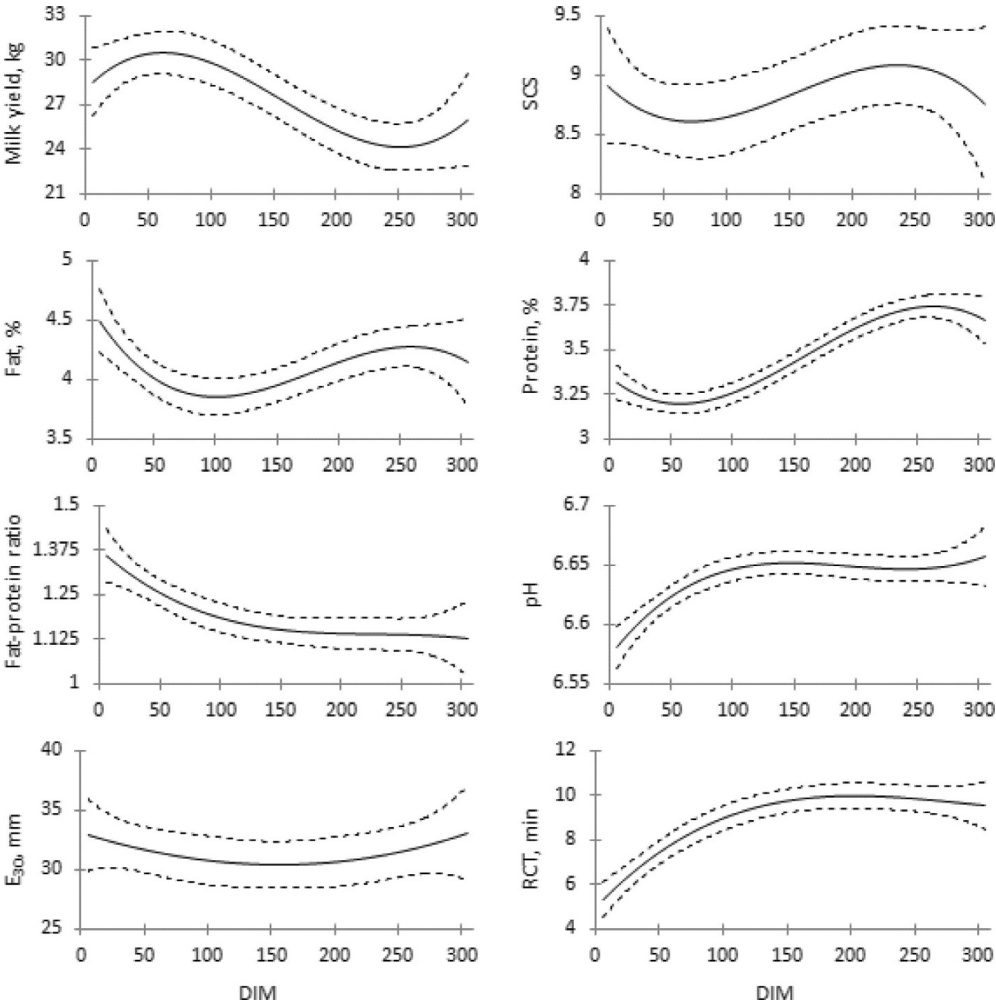 Milk yield, kg
33
30
27
24
21
0 50 100 150 200 250 300
SCS
9.5
9
8.5
8
0 50 100 150 200 250 300
Fat, %
5
4.5
4
3.5
0 50 100 150 200 250 300
Protein, %
4
3.75
3.5
3.25
3
0 50 100 150 200 250 300
Fat-protein ratio
1.5
1.375
1.25
1.125
1
0 50 100 150 200 250 300
pH
6.7
6.65
6.6
6.55
0 50 100 150 200 250 300
E₃₀, mm
40
35
30
25
0 50 100 150 200 250 300
DIM
RCT, min
12
10
8
6
4
0 50 100 150 200 250 300
DIM